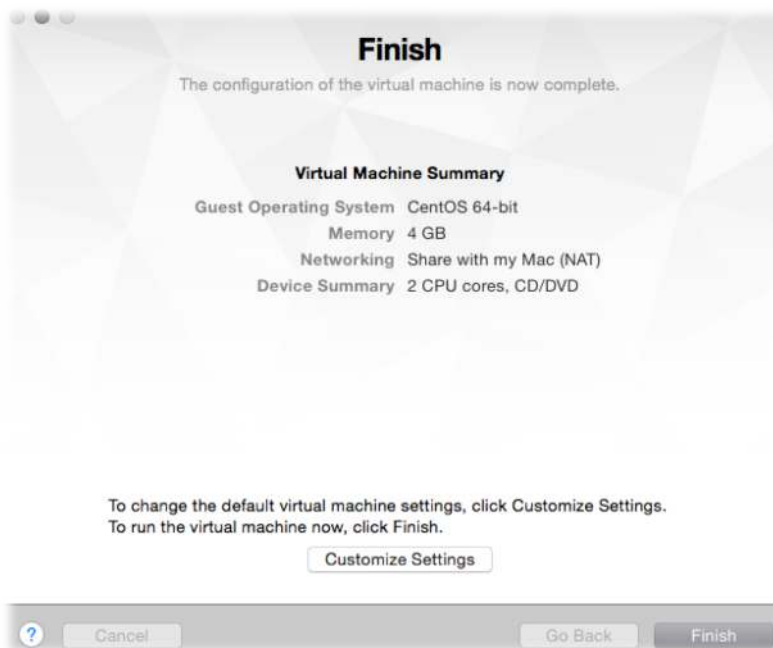 Finish
The configuration of the virtual machine is now complete.
Virtual Machine Summary
Guest Operating System CentOS 64-bit
Memory 4 GB
Networking Share with my Mac (NAT)
Device Summary 2 CPU cores, CD/DVD
To change the default virtual machine settings, click Customize Settings.
To run the virtual machine now, click Finish.
Customize Settings
? Cancel Go Back Finish